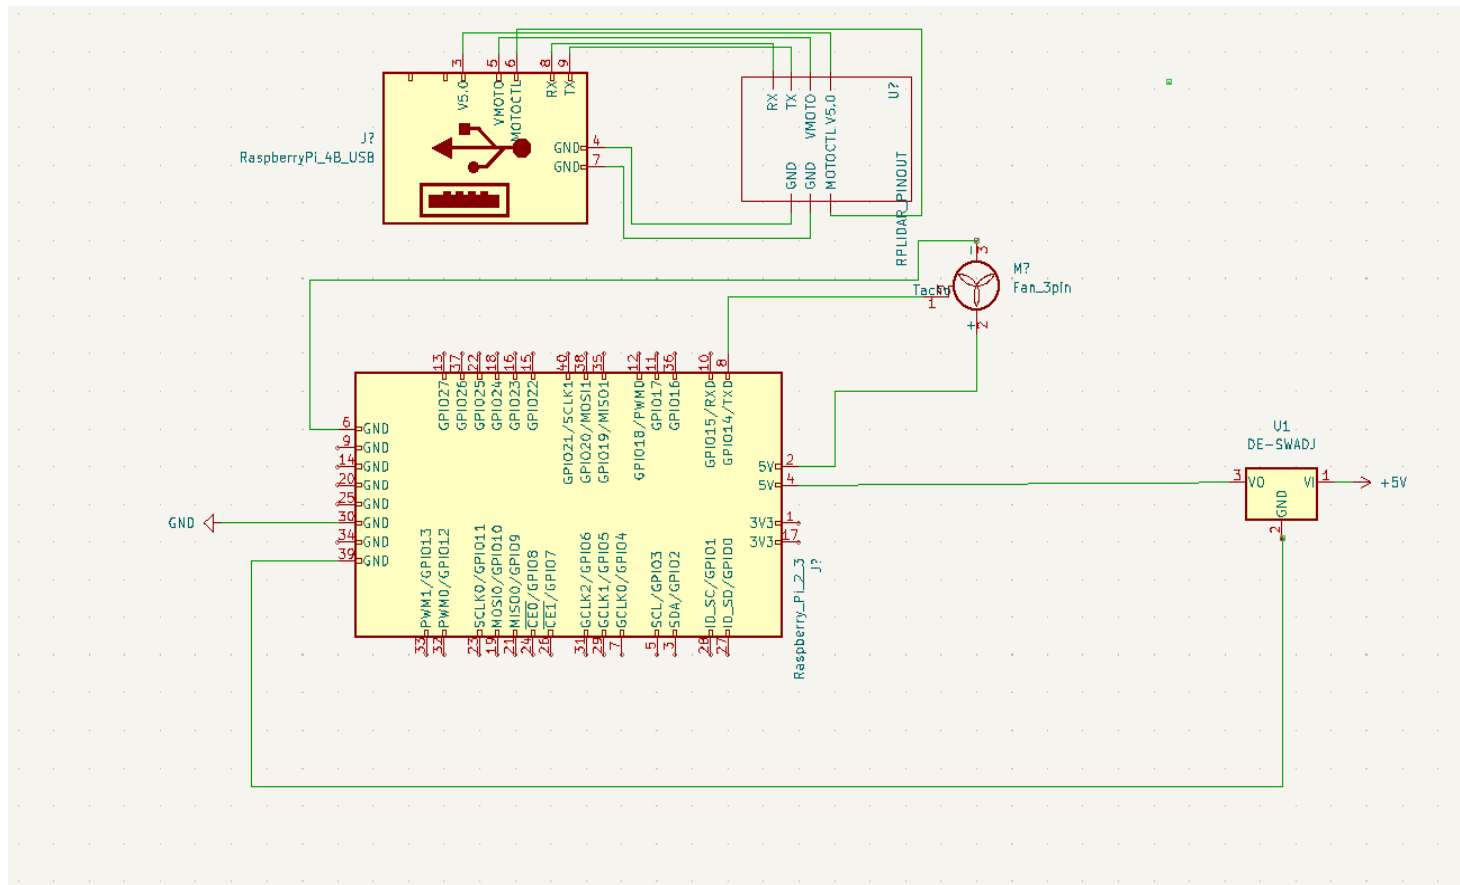 3
5
6
8
9
V5.0
VMOTO
MOTOCTL
RX
TX
J?
RaspberryPi_4B_USB
GND
4
GND
7
RX
TX
VMOTO
V5.0
U?
GND
GND
MOTOCTL
RPLIDAR_PINOUT
-
3
M?
Fan_3pin
Tacho
1
+
2
13
37
22
18
16
15
40
38
35
12
11
36
10
8
GPIO27
GPIO26
GPIO25
GPIO24
GPIO23
GPIO22
GPIO21/SCLK1
GPIO20/MOSI1
GPIO19/MISO1
GPIO18/PWM0
GPIO17
GPIO16
GPIO15/RXD
GPIO14/TXD
6
GND
9
GND
14
GND
20
GND
25
GND
30
GND
34
GND
39
GND
GND
5V
2
5V
4
3V3
1
3V3
17
PWM1/GPIO13
PWM0/GPIO12
SCLK0/GPIO11
MOSI0/GPIO10
MISO0/GPIO9
CE0/GPIO8
CE1/GPIO7
GCLK2/GPIO6
GCLK1/GPIO5
GCLK0/GPIO4
SCL/GPIO3
SDA/GPIO2
ID_SC/GPIO1
ID_SD/GPIO0
33
32
23
19
21
24
26
31
29
7
5
3
28
27
J?
Raspberry_Pi_2_3
U1
DE-SWADJ
3
VO
VI
1
+5V
GND
2